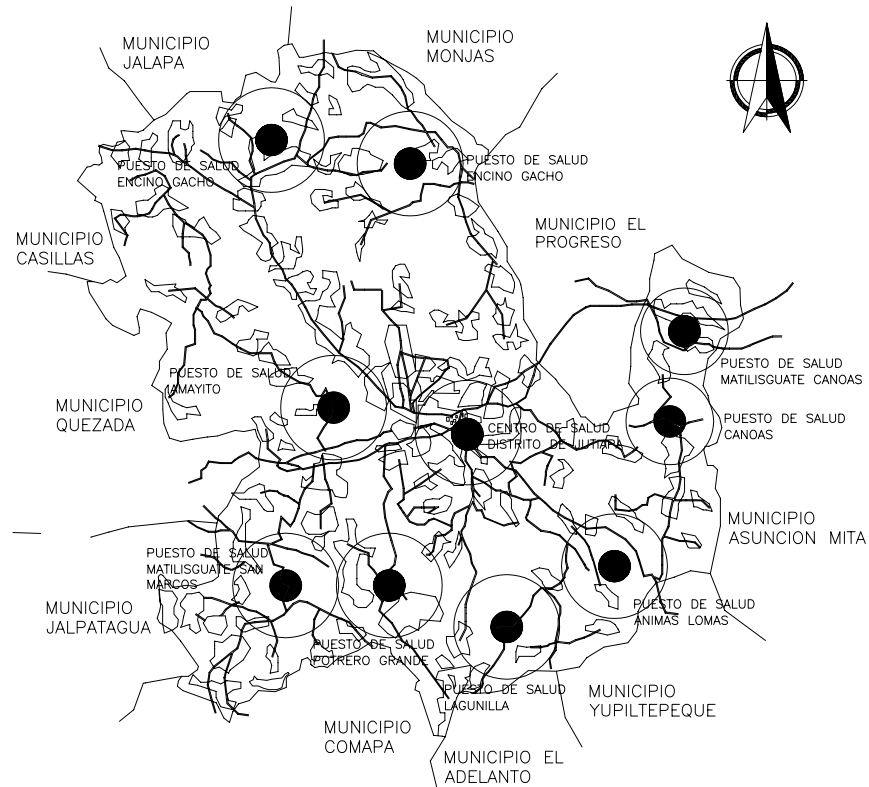 MUNICIPIO
JALAPA
MUNICIPIO
MONJAS
PUESTO DE SALUD
ENCINO GACHO
PUESTO DE SALUD
ENCINO GACHO
MUNICIPIO EL
PROGRESO
MUNICIPIO
CASILLAS
PUESTO DE SALUD
AMAYITO
PUESTO DE SALUD
MATILISGUATE CANOAS
MUNICIPIO
QUEZADA
PUESTO DE SALUD
CANOAS
CENTRO DE SALUD
DISTRITO DE JUTIAPA
MUNICIPIO
ASUNCION MITA
PUESTO DE SALUD
MATILISGUATE SAN
MARCOS
MUNICIPIO
JALPATAGUA
PUESTO DE SALUD
ANIMAS LOMAS
PUESTO DE SALUD
POTRERO GRANDE
PUESTO DE SALUD
LAGUNILLA
MUNICIPIO
YUPILTEPEQUE
MUNICIPIO
COMAPA
MUNICIPIO EL
ADELANTO